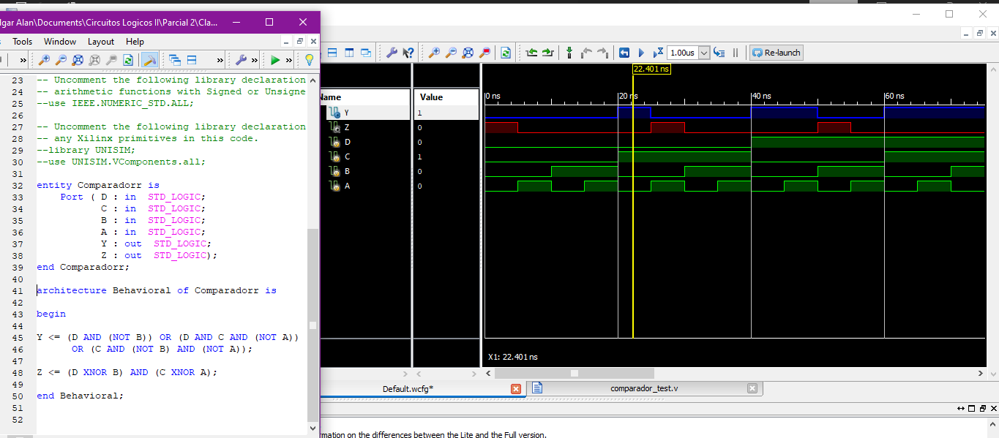 lgar Alan\Documents\Circuitos Logicos II\Parcial 2\Cla...
Tools Window Layout Help
1.00us Re-launch
23 -- Uncomment the following library declaration
24 -- arithmetic functions with Signed or Unsigne
25 --use IEEE.NUMERIC_STD.ALL;
26
27 -- Uncomment the following library declaration
28 -- any Xilinx primitives in this code.
29 --library UNISIM;
30 --use UNISIM.VComponents.all;
31
32 entity Comparadorr is
33 Port ( D : in STD_LOGIC;
34 C : in STD_LOGIC;
35 B : in STD_LOGIC;
36 A : in STD_LOGIC;
37 Y : out STD_LOGIC;
38 Z : out STD_LOGIC);
39 end Comparadorr;
40
41 architecture Behavioral of Comparadorr is
42
43 begin
44
45 Y <= (D AND (NOT B)) OR (D AND C AND (NOT A))
46 OR (C AND (NOT B) AND (NOT A));
47
48 Z <= (D XNOR B) AND (C XNOR A);
49
50 end Behavioral;
51
52
22.401 ns
Name Value
0 ns 20 ns 40 ns 60 ns
Y 1
Z 0
D 0
C 1
B 0
A 0
X1: 22.401 ns
Default.wcfg* comparador_test.v
rmation on the differences between the Lite and the Full version.